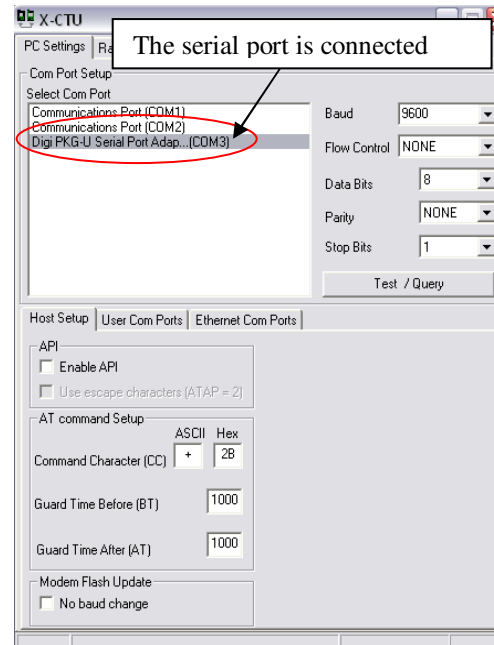 X-CTU
The serial port is connected
PC Settings
Com Port Setup
Select Com Port
Communications Port (COM1)
Communications Port (COM2)
Digi PKG-U Serial Port Adap...(COM3)
Baud 9600
Flow Control NONE
Data Bits 8
Parity NONE
Stop Bits 1
Test / Query
Host Setup User Com Ports Ethernet Com Ports
API
Enable API
Use escape characters (ATAP = 2)
AT command Setup
ASCII Hex
Command Character (CC) + 2B
Guard Time Before (BT) 1000
Guard Time After (AT) 1000
Modem Flash Update
No baud change